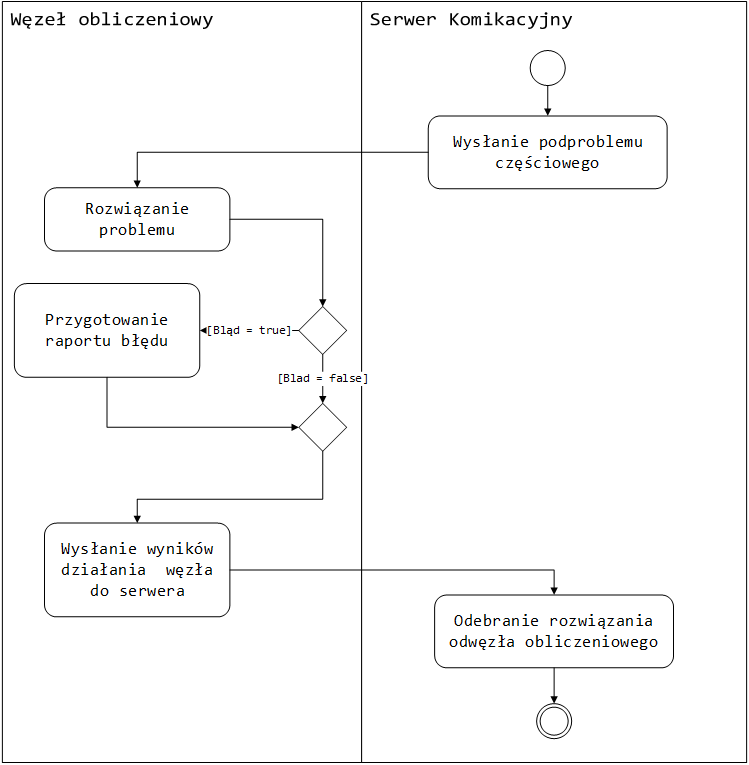 Węzeł obliczeniowy
Serwer Komikacyjny
Wysłanie podproblemu
częściowego
Rozwiązanie
problemu
Przygotowanie
raportu błędu
[Błąd = true]
[Blad = false]
Wysłanie wyników
działania  węzła
do serwera
Odebranie rozwiązania
odwęzła obliczeniowego